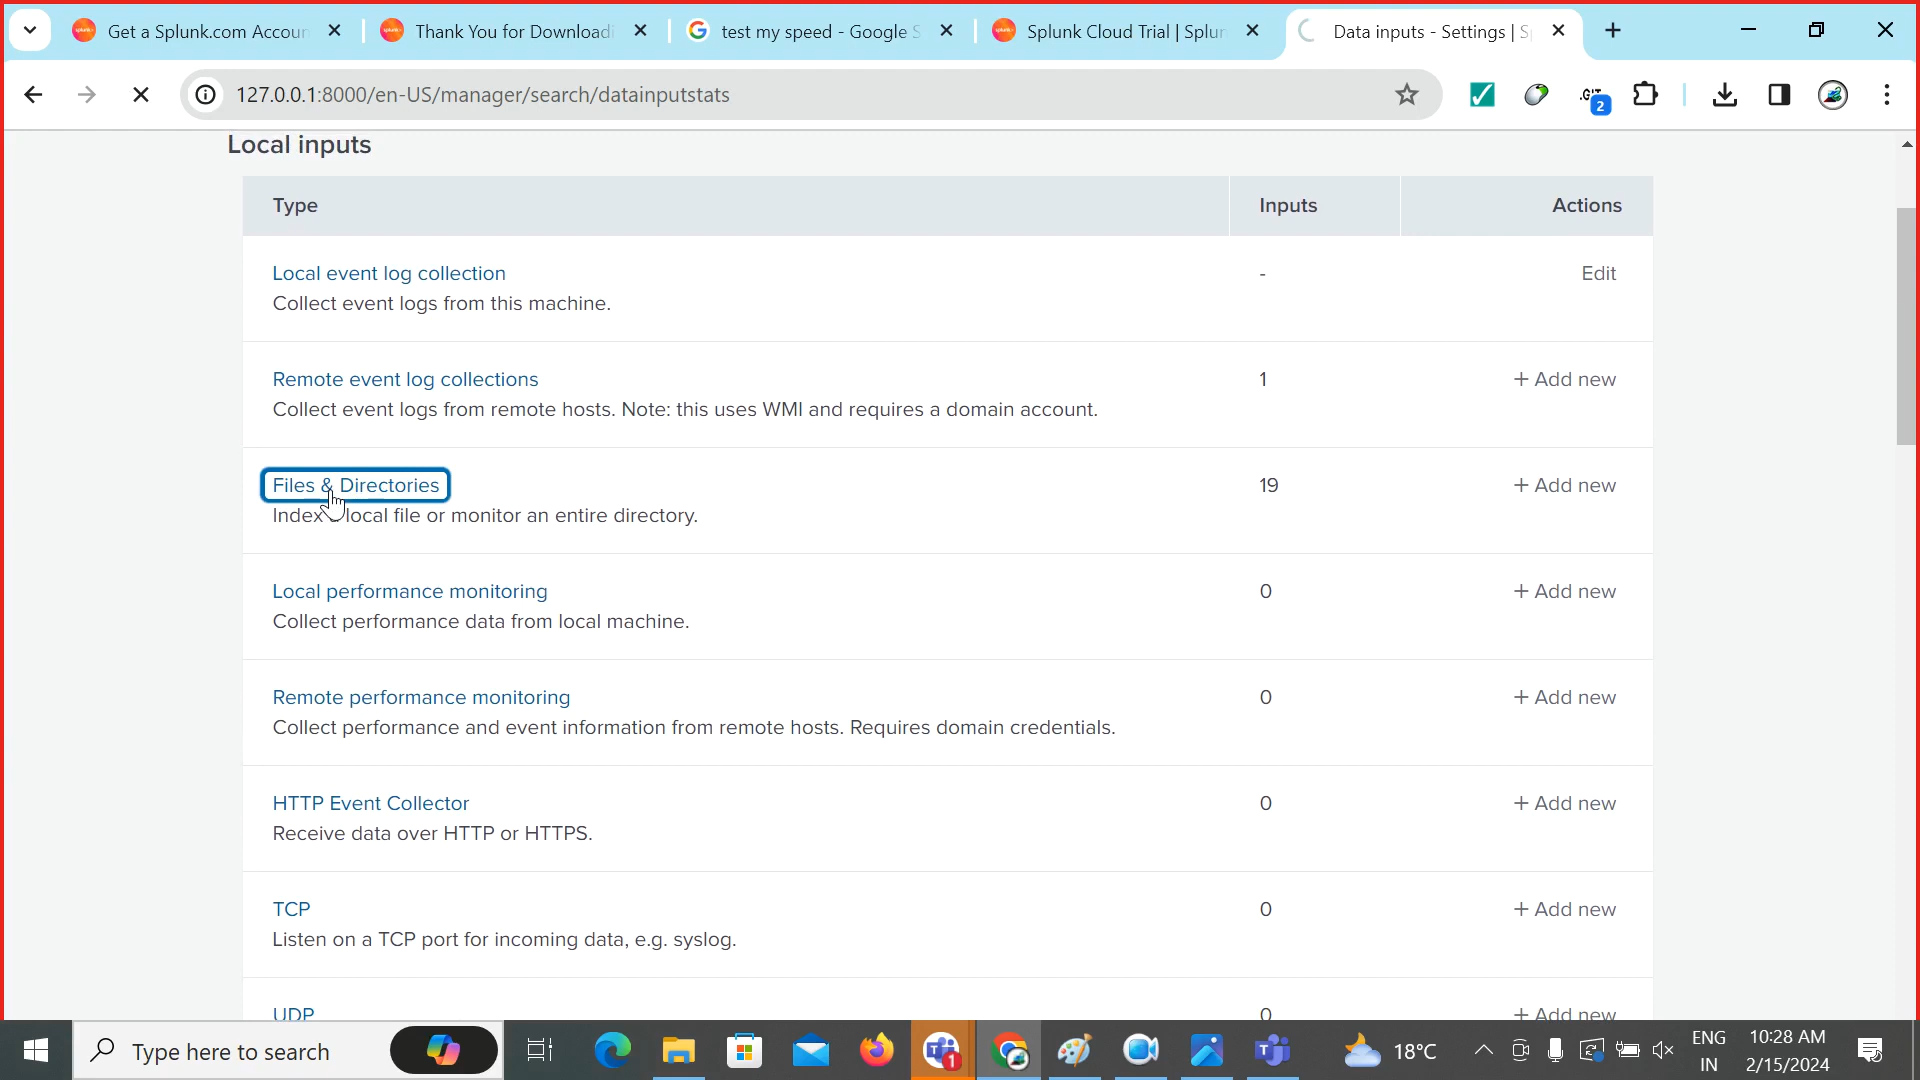 Get a Splunk.com Accoun
Thank You for Downloadi
test my speed - Google S
Splunk Cloud Trial | Splun
Data inputs - Settings | Sp
127.0.0.1:8000/en-US/manager/search/datainputstats
.GIT
2
Local inputs
Type
Inputs
Actions
Local event log collection
-
Edit
Collect event logs from this machine.
Remote event log collections
1
+ Add new
Collect event logs from remote hosts. Note: this uses WMI and requires a domain account.
Files & Directories
19
+ Add new
Index a local file or monitor an entire directory.
Local performance monitoring
0
+ Add new
Collect performance data from local machine.
Remote performance monitoring
0
+ Add new
Collect performance and event information from remote hosts. Requires domain credentials.
HTTP Event Collector
0
+ Add new
Receive data over HTTP or HTTPS.
TCP
0
+ Add new
Listen on a TCP port for incoming data, e.g. syslog.
UDP
0
+ Add new
Type here to search
1
18°C
ENG
IN
10:28 AM
2/15/2024